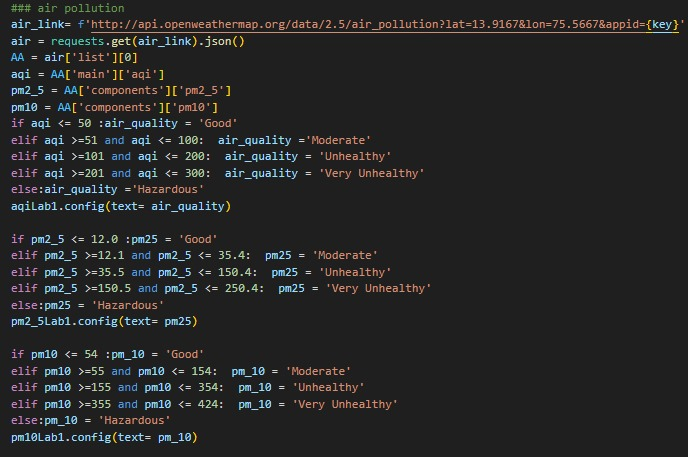 ### air pollution
air_link= f'http://api.openweathermap.org/data/2.5/air_pollution?lat=13.9167&lon=75.5667&appid={key}'
air = requests.get(air_link).json()
AA = air['list'][0]
aqi = AA['main']['aqi']
pm2_5 = AA['components']['pm2_5']
pm10 = AA['components']['pm10']
if aqi <= 50 :air_quality = 'Good'
elif aqi >=51 and aqi <= 100:  air_quality ='Moderate'
elif aqi >=101 and aqi <= 200:  air_quality = 'Unhealthy'
elif aqi >=201 and aqi <= 300:  air_quality = 'Very Unhealthy'
else:air_quality ='Hazardous'
aqiLab1.config(text= air_quality)

if pm2_5 <= 12.0 :pm25 = 'Good'
elif pm2_5 >=12.1 and pm2_5 <= 35.4:  pm25 = 'Moderate'
elif pm2_5 >=35.5 and pm2_5 <= 150.4:  pm25 = 'Unhealthy'
elif pm2_5 >=150.5 and pm2_5 <= 250.4:  pm25 = 'Very Unhealthy'
else:pm25 = 'Hazardous'
pm2_5Lab1.config(text= pm25)

if pm10 <= 54 :pm_10 = 'Good'
elif pm10 >=55 and pm10 <= 154:  pm_10 = 'Moderate'
elif pm10 >=155 and pm10 <= 354:  pm_10 = 'Unhealthy'
elif pm10 >=355 and pm10 <= 424:  pm_10 = 'Very Unhealthy'
else:pm_10 = 'Hazardous'
pm10Lab1.config(text= pm_10)